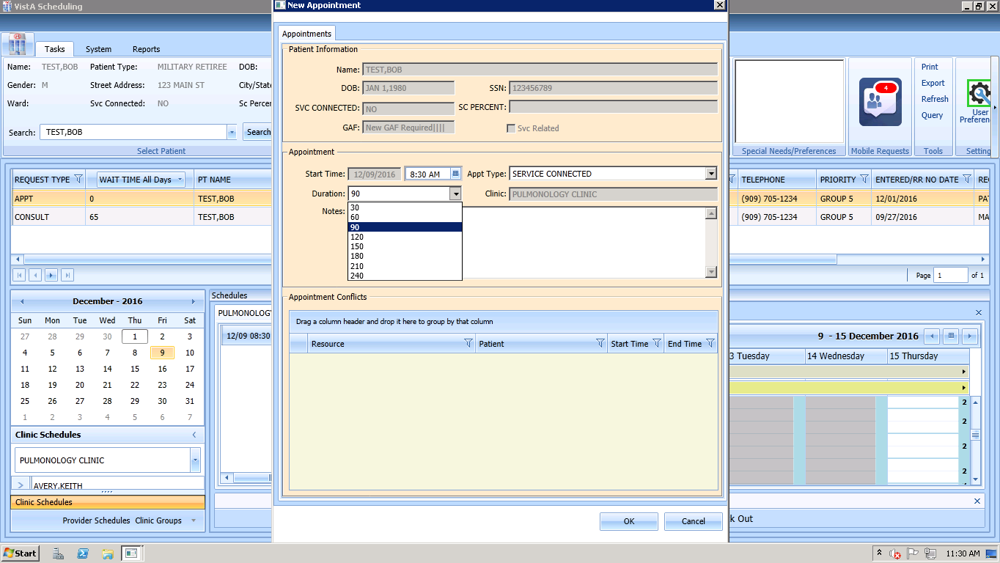 VistA Scheduling
New Appointment
Tasks System Reports
Name: TEST,BOB Patient Type: MILITARY RETIREE DOB:
Gender: M Street Address: 123 MAIN ST City/State
Ward: Svc Connected: NO Sc Percen
Search: TEST,BOB Search
Select Patient
Appointments
Patient Information
Name: TEST,BOB
DOB: JAN 1,1980 SSN: 123456789
SVC CONNECTED: NO SC PERCENT:
GAF: New GAF Required|||| Svc Related
Appointment
Start Time: 12/09/2016 8:30 AM Appt Type: SERVICE CONNECTED
Duration: 90 Clinic: PULMONOLOGY CLINIC
Notes:
30
60
90
120
150
180
210
240
Appointment Conflicts
Drag a column header and drop it here to group by that column
Resource Patient Start Time End Time
OK Cancel
4
Special Needs/Preferences
Mobile Requests
Print
Export
Refresh
Query
Tools
User
Preferen
Setting
REQUEST TYPE WAIT TIME All Days PT NAME TELEPHONE PRIORITY ENTERED/RR NO DATE REC
APPT 0 TEST,BOB (909) 705-1234 GROUP 5 12/01/2016 PA
CONSULT 65 TEST,BOB (909) 705-1234 GROUP 5 09/27/2016 MA
Page 1 of 1
December - 2016
Sun Mon Tue Wed Thu Fri Sat
27 28 29 30 1 2 3
4 5 6 7 8 9 10
11 12 13 14 15 16 17
18 19 20 21 22 23 24
25 26 27 28 29 30 31
1 2 3 4 5 6 7
Clinic Schedules
PULMONOLOGY CLINIC
AVERY,KEITH
Clinic Schedules
Provider Schedules Clinic Groups
Schedules
PULMONOLOGY
12/09 08:30
9 - 15 December 2016
3 Tuesday 14 Wednesday 15 Thursday
2
2
2
2
k Out
Start 11:30 AM